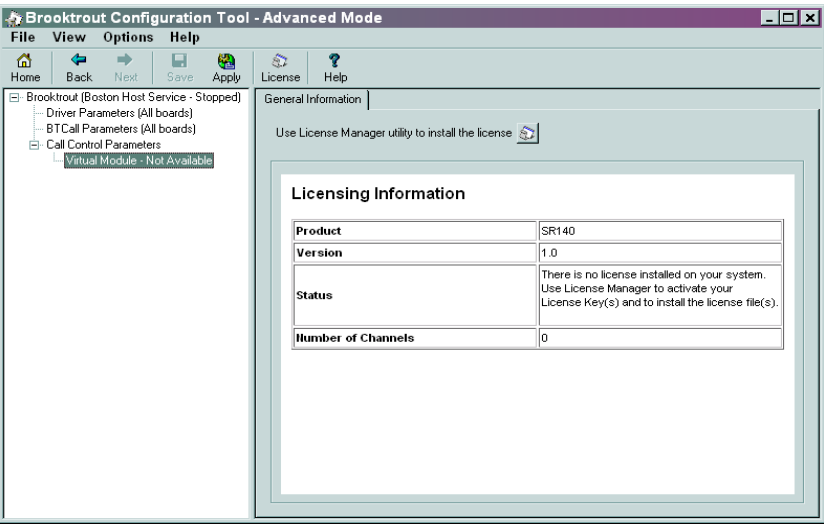 Brooktrout Configuration Tool - Advanced Mode
File View Options Help
Home Back Next Save Apply License Help
Brooktrout (Boston Host Service - Stopped)
Driver Parameters (All boards)
BTCall Parameters (All boards)
Call Control Parameters
Virtual Module - Not Available
General Information
Use License Manager utility to install the license
Licensing Information
Product SR140
Version 1.0
Status There is no license installed on your system.
Use License Manager to activate your
License Key(s) and to install the license file(s).
Number of Channels 0